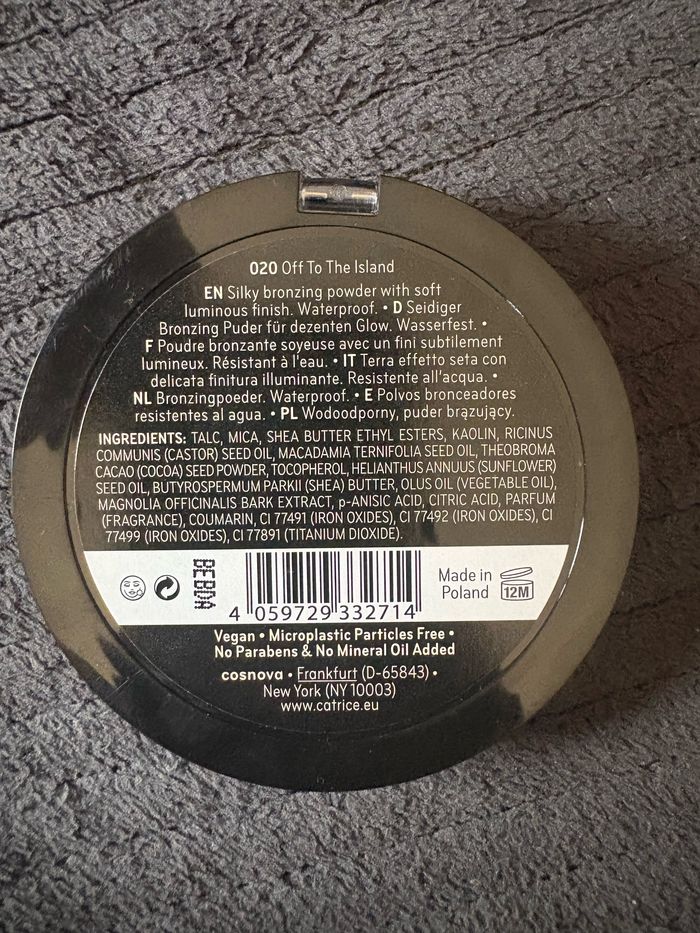 020 Off To The Island
EN Silky bronzing powder with soft
luminous finish. Waterproof. • D Seidiger
Bronzing Puder für dezenten Glow. Wasserfest. •
F Poudre bronzante soyeuse avec un fini subtilement
lumineux. Résistant à l'eau. • IT Terra effetto seta con
delicata finitura illuminante. Resistente all'acqua. •
NL Bronzingpoeder. Waterproof. • E Polvos bronceadores
resistentes al agua. • PL Wodoodporny, puder brązujący.
INGREDIENTS: TALC, MICA, SHEA BUTTER ETHYL ESTERS, KAOLIN, RICINUS
COMMUNIS (CASTOR) SEED OIL, MACADAMIA TERNIFOLIA SEED OIL, THEOBROMA
CACAO (COCOA) SEED POWDER, TOCOPHEROL, HELIANTHUS ANNUUS (SUNFLOWER)
SEED OIL, BUTYROSPERMUM PARKII (SHEA) BUTTER, OLUS OIL (VEGETABLE OIL),
MAGNOLIA OFFICINALIS BARK EXTRACT, p-ANISIC ACID, CITRIC ACID, PARFUM
(FRAGRANCE), COUMARIN, CI 77491 (IRON OXIDES), CI 77492 (IRON OXIDES), CI
77499 (IRON OXIDES), CI 77891 (TITANIUM DIOXIDE).
BEBDA
4 059729 332714
Made in
Poland
12M
Vegan • Microplastic Particles Free •
No Parabens & No Mineral Oil Added
cosnova • Frankfurt (D-65843) •
New York (NY 10003)
www.catrice.eu